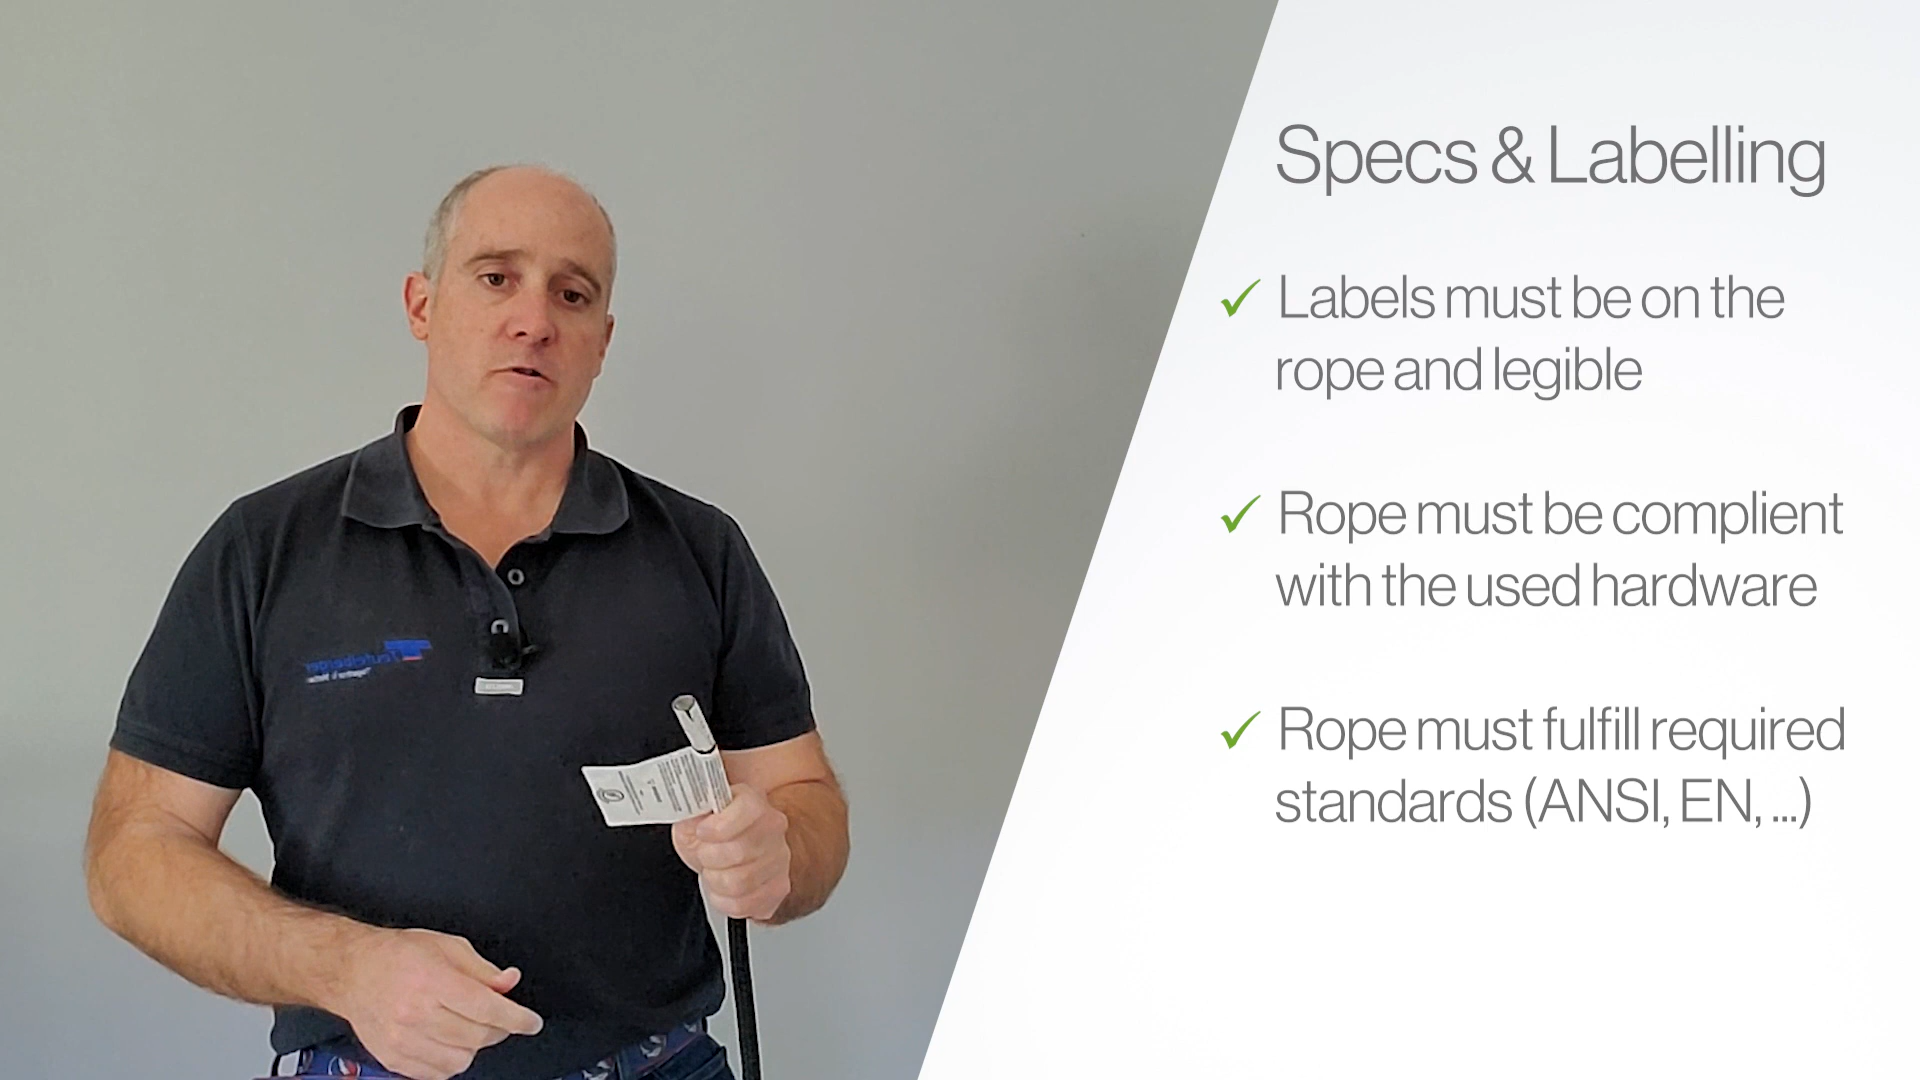 Specs & Labelling
✓ Labels must be on the
rope and legible
✓ Rope must be complient
with the used hardware
✓ Rope must fulfill required
standards (ANSI, EN, ...)
Teufelberger